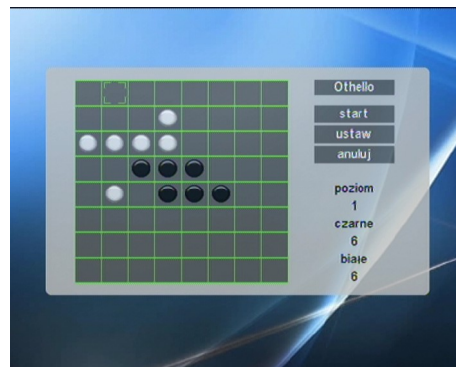 Othello
start
ustaw
anuluj
poziom
1
czarne
6
białe
6